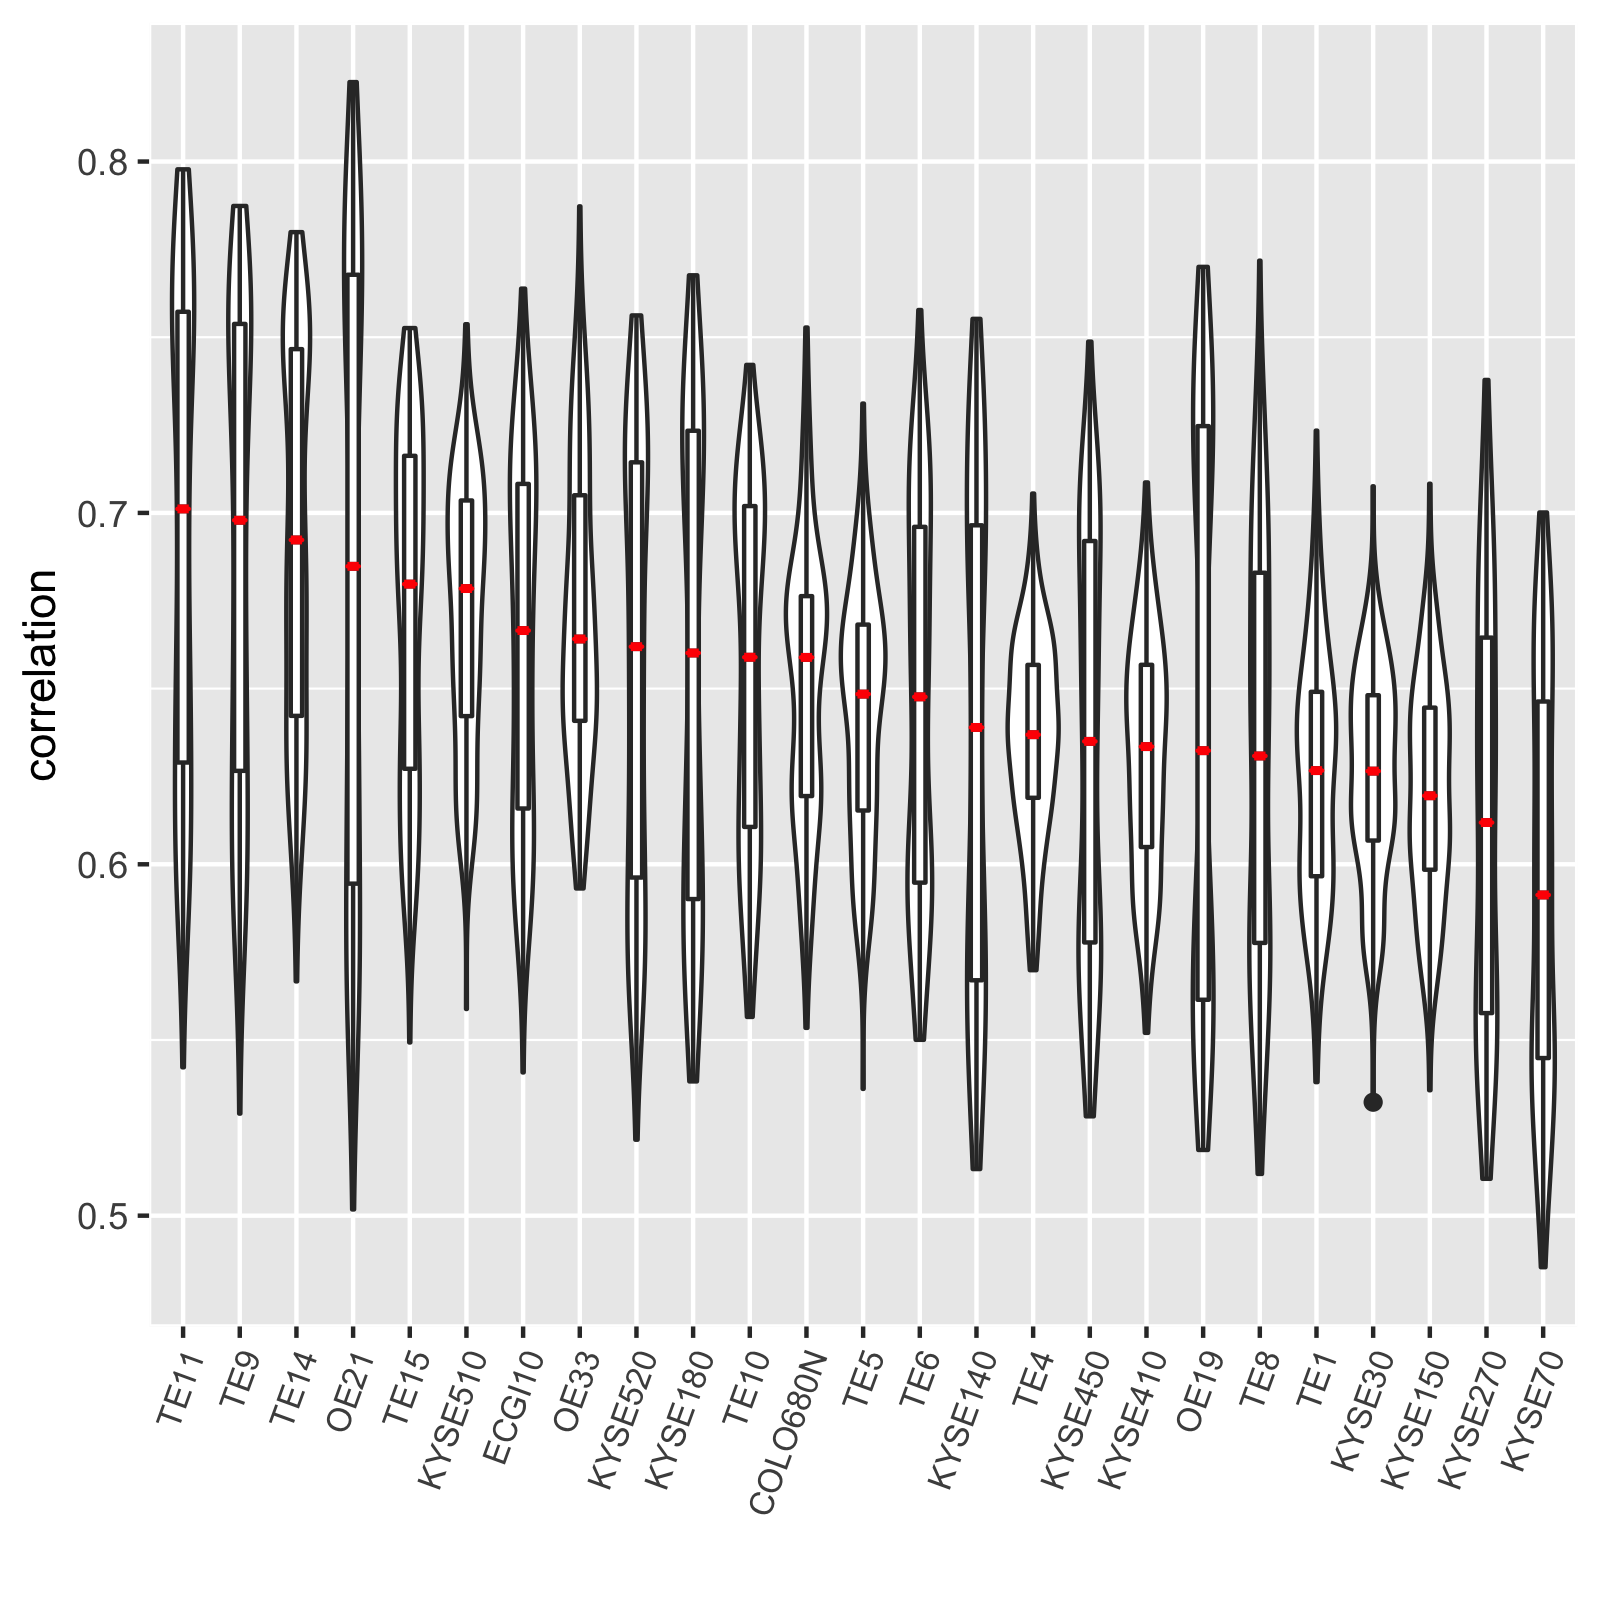 correlation
0.8
0.7
0.6
0.5
TE11
TE9
TE14
OE21
TE15
KYSE510
ECGI10
OE33
KYSE520
KYSE180
TE10
COLO680N
TE5
TE6
KYSE140
TE4
KYSE450
KYSE410
OE19
TE8
TE1
KYSE30
KYSE150
KYSE270
KYSE70